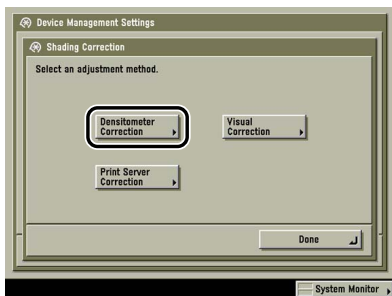 Device Management Settings
Shading Correction
Select an adjustment method.
Densitometer
Correction
Visual
Correction
Print Server
Correction
Done
System Monitor